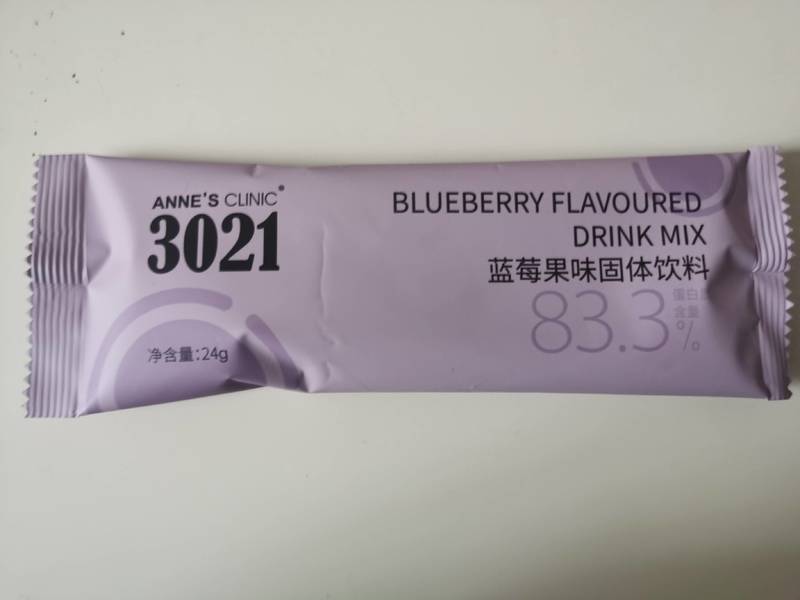 ANNE'S CLINIC®
3021
净含量:24g
BLUEBERRY FLAVOURED
DRINK MIX
蓝莓果味固体饮料
83.3%
蛋白质
含量